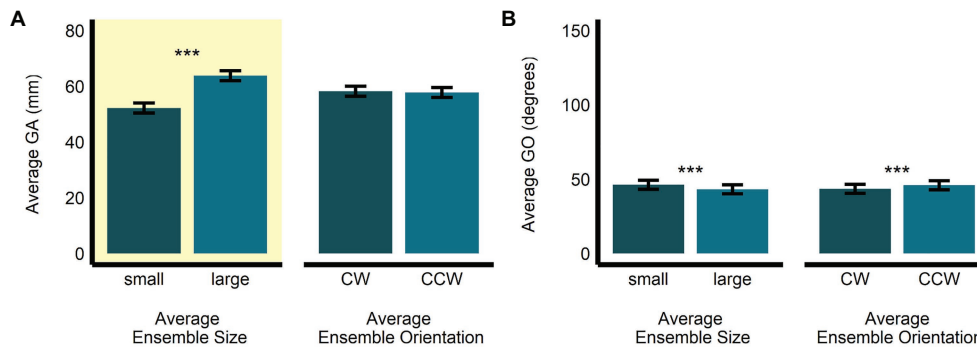 A
Average GA (mm)
80
60
40
20
0
***
small large
Average
Ensemble Size
CW CCW
Average
Ensemble Orientation
B
Average GO (degrees)
150
100
50
0
***
small large
Average
Ensemble Size
***
CW CCW
Average
Ensemble Orientation